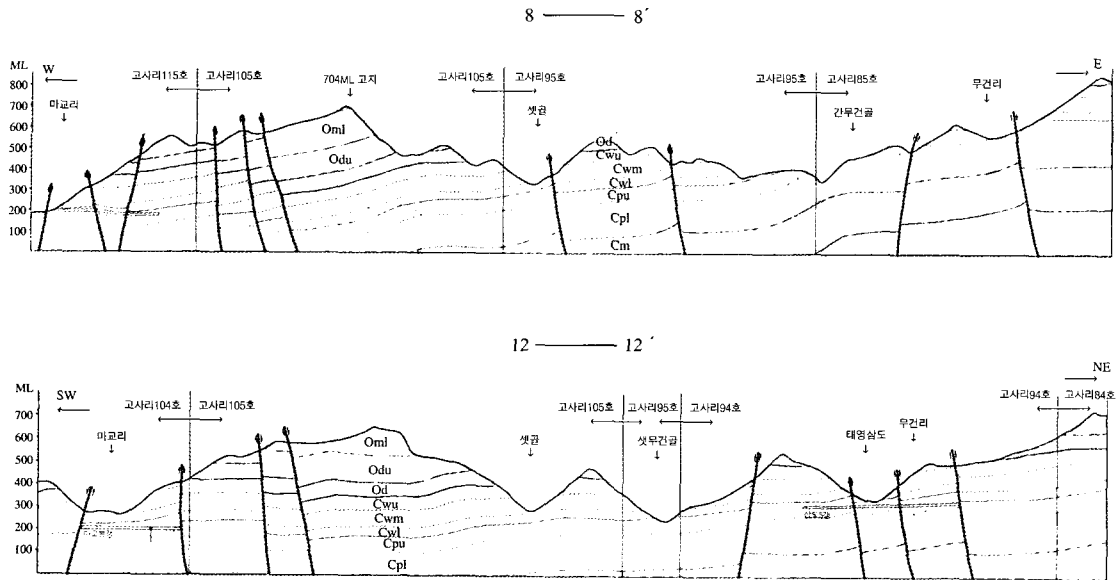 8 8´
ML W E
고사리115호 고사리105호 704ML 고지 고사리105호 고사리95호 고사리95호 고사리85호
800
마교리 샛골 간무건골 무건리
700
600
Oml
500
Odu
Od
Cwu
400
Cwm
300
Cwl
Cpu
200
Cpl
100
Cm
12 12´
ML SW NE
고사리104호 고사리105호 고사리105호 고사리95호 고사리94호 고사리94호 고사리84호
700
마교리 샛골 샛무건골 태영삼도 무건리
600
Oml
500
Odu
400
Od
Cwu
300
Cwm
200
Cwl
Cpu
100
Cpl